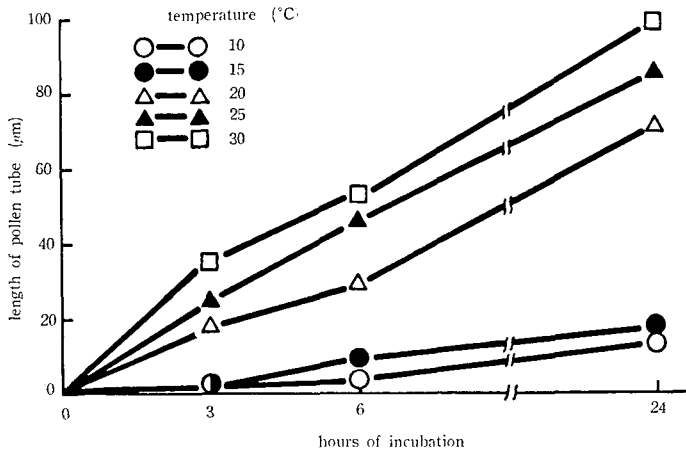 temperature (°C)
10
15
20
25
30
100
80
60
40
20
0
length of pollen tube (μm)
0 3 6 24
hours of incubation